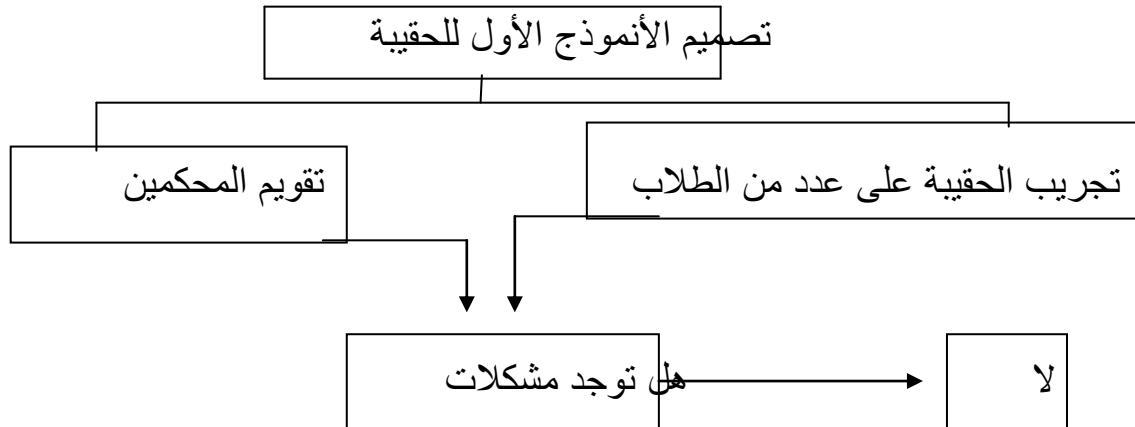 تصميم الأنموذج الأول للحقيبة
تجريب الحقيبة على عدد من الطلاب
تقويم المحكمين
هل توجد مشكلات
لا